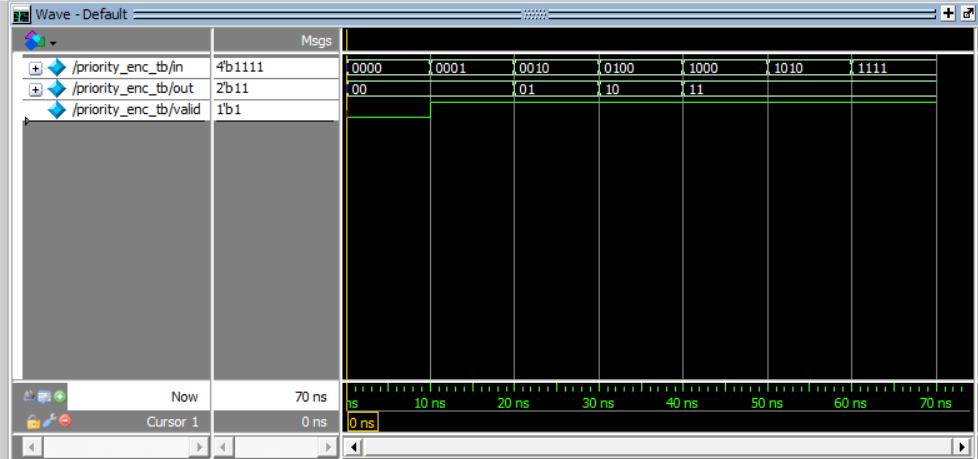 Wave - Default
Msgs
/priority_enc_tb/in 4'b1111 0000 0001 0010 0100 1000 1010 1111
/priority_enc_tb/out 2'b11 00 01 10 11
/priority_enc_tb/valid 1'b1
Now 70 ns ns 10 ns 20 ns 30 ns 40 ns 50 ns 60 ns 70 ns
Cursor 1 0 ns 0 ns